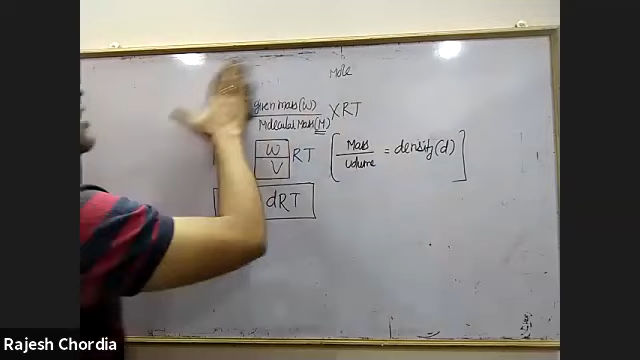 Mole
given mass(w)
Molecular Mass(M) X RT
w
V RT [ Mass
Volume = density(d) ]
dRT
Rajesh Chordia